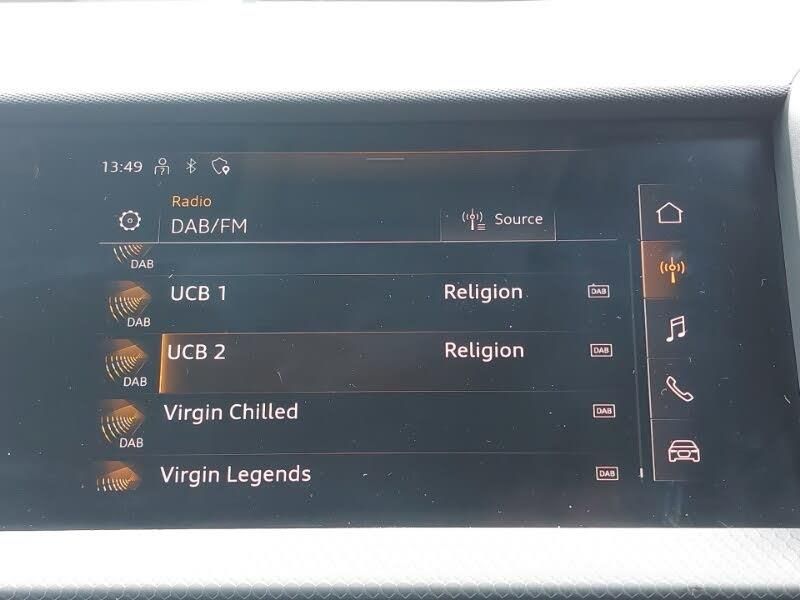 13:49
Radio
DAB/FM
Source
DAB
UCB 1 Religion DAB
DAB
UCB 2 Religion DAB
DAB
Virgin Chilled DAB
DAB
Virgin Legends DAB